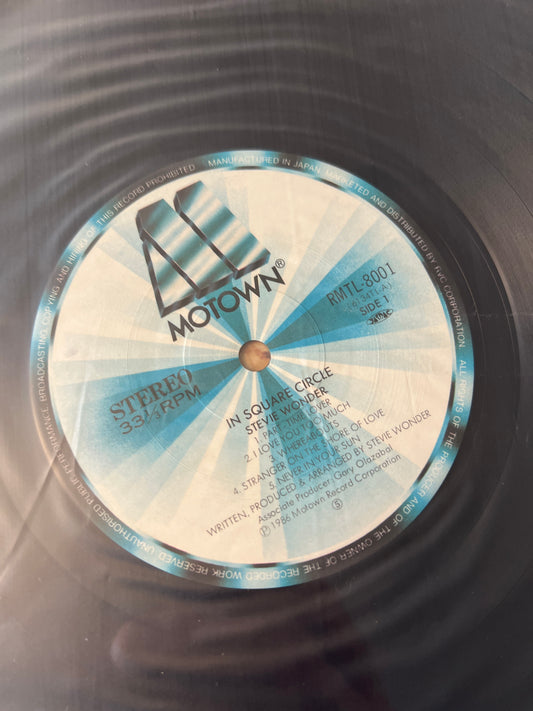 MOTOWN®
RMTL-8001
SIDE 1
STEREO
33⅓RPM
IN SQUARE CIRCLE
STEVIE WONDER
1. PART-TIME LOVER
2. I LOVE YOU TOO MUCH
3. WHEREABOUTS
4. STRANGER ON THE SHORE OF LOVE
5. NEVER IN YOUR SUN
WRITTEN, PRODUCED & ARRANGED BY STEVIE WONDER
Associate Producer: Gary Olazabal
Ⓟ1986 Motown Record Corporation
Ⓢ
MANUFACTURED IN JAPAN, MARKETED AND DISTRIBUTED BY RVC CORPORATION. ALL RIGHTS OF THE PRODUCER AND OF THE OWNER OF THE RECORDED WORK RESERVED UNAUTHORISED PUBLIC PERFORMANCE BROADCASTING COPYING AND HIRING OF THIS RECORD PROHIBITED